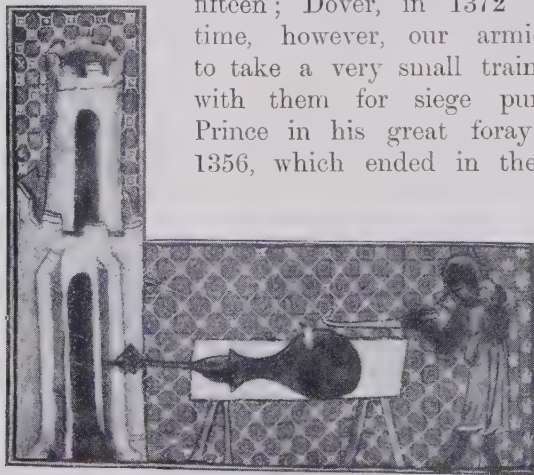 fifteen; Dover, in 1372
time, however, our armi
to take a very small train
with them for siege pur
Prince in his great foray
1356, which ended in the